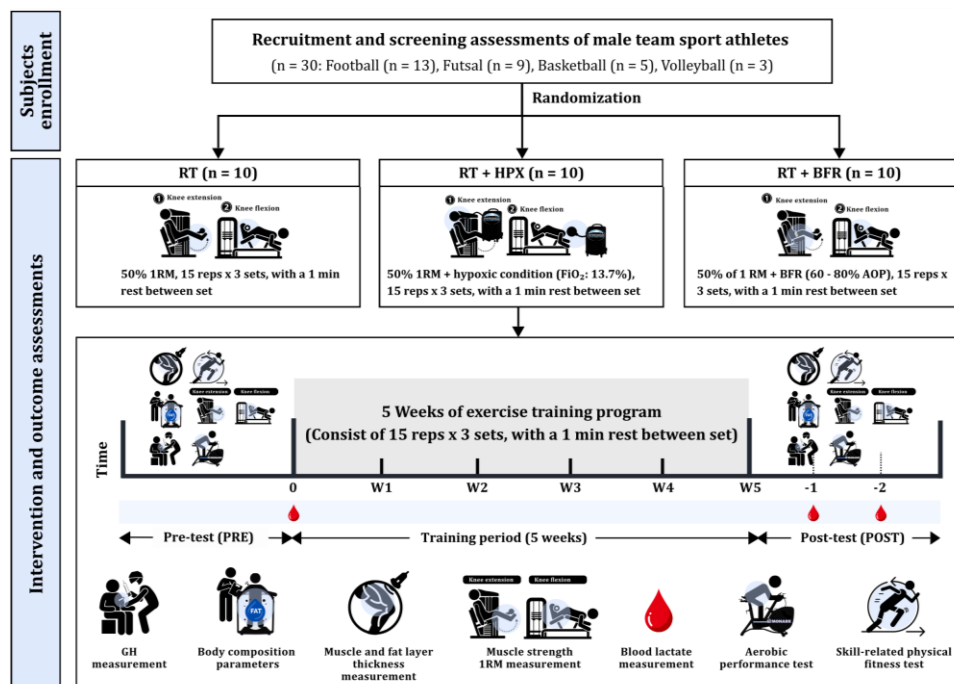 Subjects
enrollment
Recruitment and screening assessments of male team sport athletes
(n = 30: Football (n = 13), Futsal (n = 9), Basketball (n = 5), Volleyball (n = 3)
Randomization
RT (n = 10)
1 Knee extension
2 Knee flexion
50% 1RM, 15 reps x 3 sets, with a 1 min
rest between set
RT + HPX (n = 10)
1 Knee extension
2 Knee flexion
50% 1RM + hypoxic condition (FiO₂: 13.7%),
15 reps x 3 sets, with a 1 min rest between set
RT + BFR (n = 10)
1 Knee extension
2 Knee flexion
50% of 1 RM + BFR (60 - 80% AOP), 15 reps x
3 sets, with a 1 min rest between set
Intervention and outcome assessments
Time
Knee extension
Knee flexion
FAT
5 Weeks of exercise training program
(Consist of 15 reps x 3 sets, with a 1 min rest between set)
Knee extension
Knee flexion
FAT
0
W1
W2
W3
W4
W5
-1
-2
Pre-test (PRE)
Training period (5 weeks)
Post-test (POST)
FAT
Knee extension
Knee flexion
GH
measurement
Body composition
parameters
Muscle and fat layer
thickness
measurement
Muscle strength
1RM measurement
Blood lactate
measurement
Aerobic
performance test
Skill-related physical
fitness test